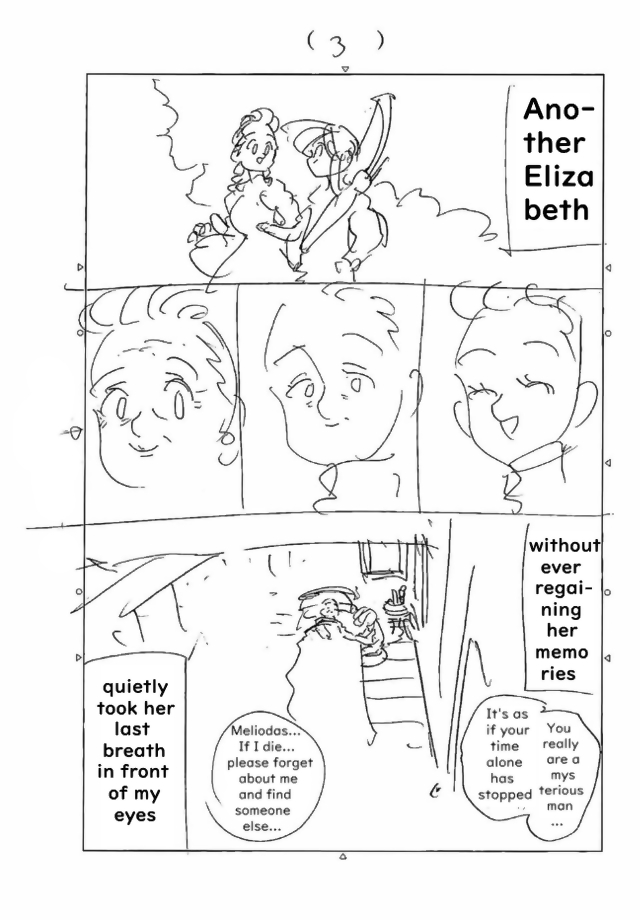 ( 3 )
Ano-
ther
Eliza
beth
without
ever
regai-
ning
her
memo
ries
You
really
are a
mys
terious
man
...
It's as
if your
time
alone
has
stopped
..
Meliodas...
If I die...
please forget
about me
and find
someone
else...
quietly
took her
last
breath
in front
of my
eyes